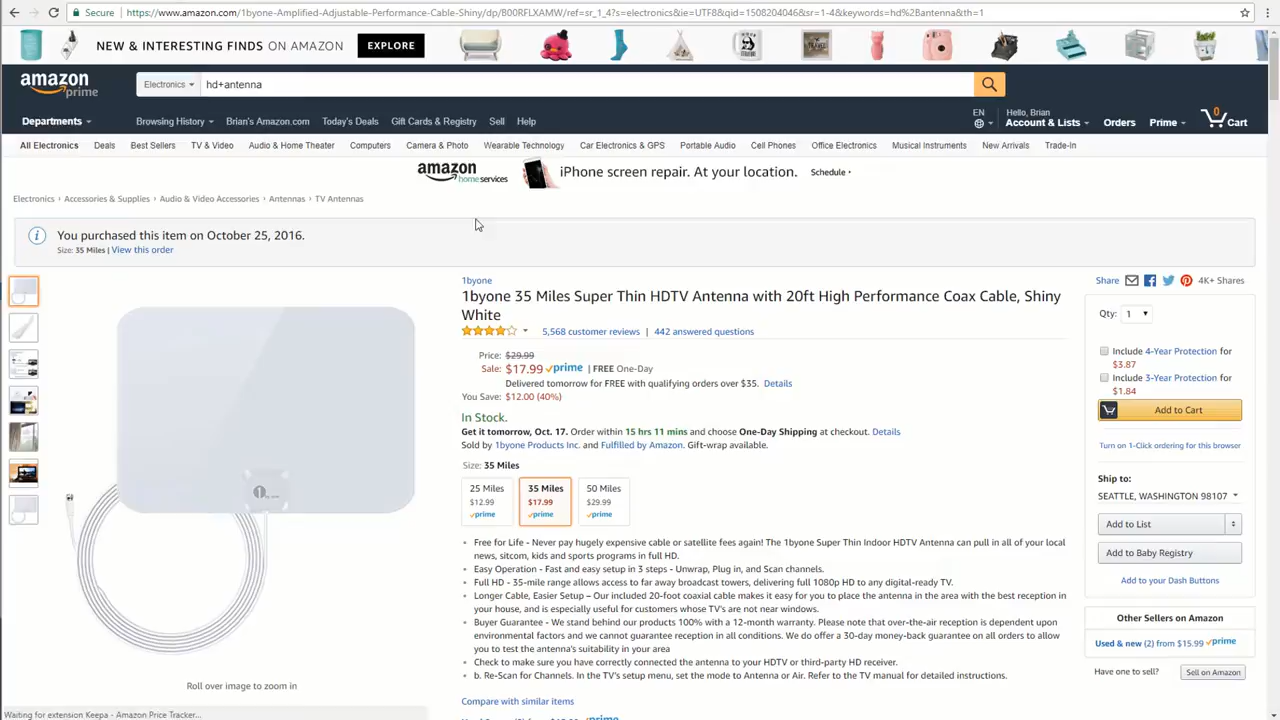 Secure https://www.amazon.com/1byone-Amplified-Adjustable-Performance-Cable-Shiny/dp/B00RFLXAMW/ref=sr_1_4?s=electronics&ie=UTF8&qid=1508204046&sr=1-4&keywords=hd%2Bantenna&th=1
NEW & INTERESTING FINDS ON AMAZON EXPLORE
amazon prime
Electronics hd+antenna
EN Hello, Brian 0
Departments Browsing History Brian's Amazon.com Today's Deals Gift Cards & Registry Sell Help Account & Lists Orders Prime Cart
All Electronics Deals Best Sellers TV & Video Audio & Home Theater Computers Camera & Photo Wearable Technology Car Electronics & GPS Portable Audio Cell Phones Office Electronics Musical Instruments New Arrivals Trade-In
amazon homeservices iPhone screen repair. At your location. Schedule ›
Electronics › Accessories & Supplies › Audio & Video Accessories › Antennas › TV Antennas
You purchased this item on October 25, 2016.
Size: 35 Miles | View this order
1byone
1byone 35 Miles Super Thin HDTV Antenna with 20ft High Performance Coax Cable, Shiny
White
5,568 customer reviews | 442 answered questions
Price: $29.99
Sale: $17.99 prime | FREE One-Day
Delivered tomorrow for FREE with qualifying orders over $35. Details
You Save: $12.00 (40%)
In Stock.
Get it tomorrow, Oct. 17. Order within 15 hrs 11 mins and choose One-Day Shipping at checkout. Details
Sold by 1byone Products Inc. and Fulfilled by Amazon. Gift-wrap available.
Size: 35 Miles
25 Miles 35 Miles 50 Miles
$12.99 $17.99 $29.99
prime prime prime
• Free for Life - Never pay hugely expensive cable or satellite fees again! The 1byone Super Thin Indoor HDTV Antenna can pull in all of your local
news, sitcom, kids and sports programs in full HD.
• Easy Operation - Fast and easy setup in 3 steps - Unwrap, Plug in, and Scan channels.
• Full HD - 35-mile range allows access to far away broadcast towers, delivering full 1080p HD to any digital-ready TV.
• Longer Cable, Easier Setup – Our included 20-foot coaxial cable makes it easy for you to place the antenna in the area with the best reception in
your house, and is especially useful for customers whose TV's are not near windows.
• Buyer Guarantee - We stand behind our products 100% with a 12-month warranty. Please note that over-the-air reception is dependent upon
environmental factors and we cannot guarantee reception in all conditions. We do offer a 30-day money-back guarantee on all orders to allow
you to test the antenna's suitability in your area
• Check to make sure you have correctly connected the antenna to your HDTV or third-party HD receiver.
• b. Re-Scan for Channels. In the TV's setup menu, set the mode to Antenna or Air. Refer to the TV manual for detailed instructions.
Compare with similar items
Roll over image to zoom in
Waiting for extension Keepa - Amazon Price Tracker...
Share 4K+ Shares
Qty: 1
Include 4-Year Protection for
$3.87
Include 3-Year Protection for
$1.84
Add to Cart
Turn on 1-Click ordering for this browser
Ship to:
SEATTLE, WASHINGTON 98107
Add to List
Add to Baby Registry
Add to your Dash Buttons
Other Sellers on Amazon
Used & new (2) from $15.99 prime
Have one to sell? Sell on Amazon